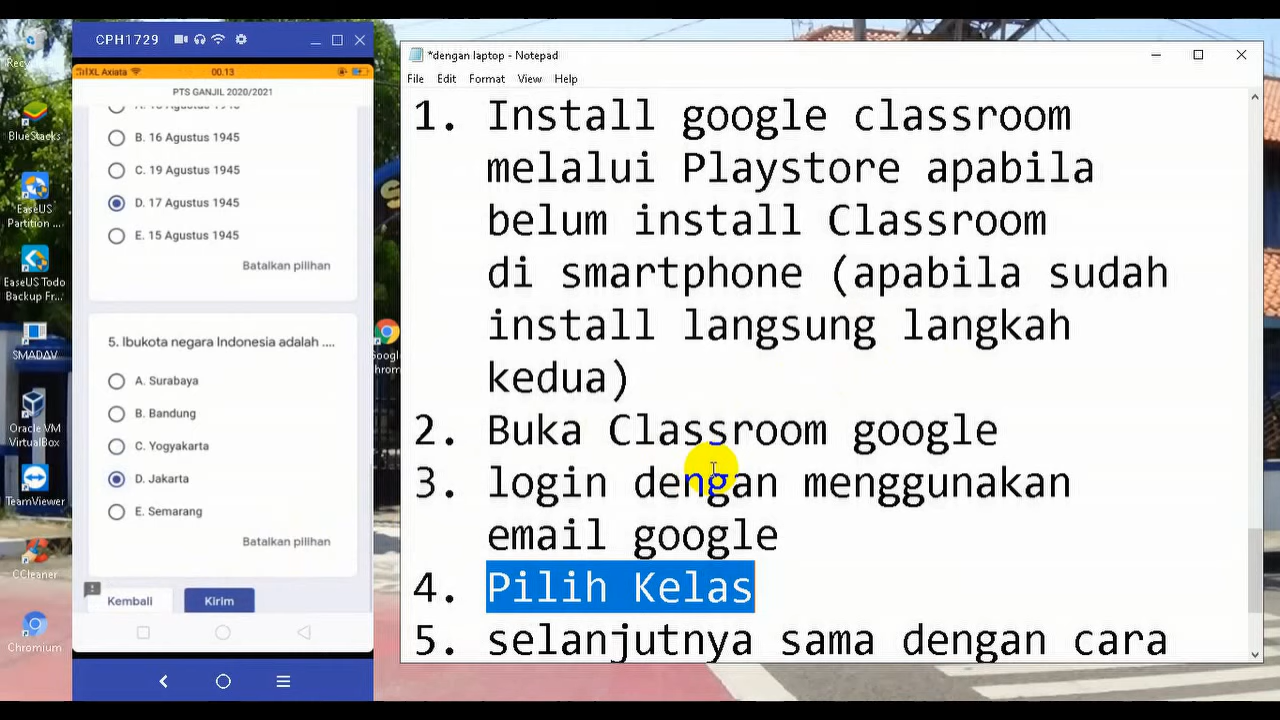 CPH1729
XL Axiata
00.13
PTS GANJIL 2020/2021
B. 16 Agustus 1945
C. 19 Agustus 1945
D. 17 Agustus 1945
E. 15 Agustus 1945
Batalkan pilihan
5. Ibukota negara Indonesia adalah ....
A. Surabaya
B. Bandung
C. Yogyakarta
D. Jakarta
E. Semarang
Batalkan pilihan
Kembali
Kirim
*dengan laptop - Notepad
File Edit Format View Help
1. Install google classroom
melalui Playstore apabila
belum install Classroom
di smartphone (apabila sudah
install langsung langkah
kedua)
2. Buka Classroom google
3. login dengan menggunakan
email google
4. Pilih Kelas
5. selanjutnya sama dengan cara
BlueStacks
EaseUS
Partition ...
EaseUS Todo
Backup Fr...
SMADAV
Oracle VM
VirtualBox
TeamViewer
CCleaner
Chromium